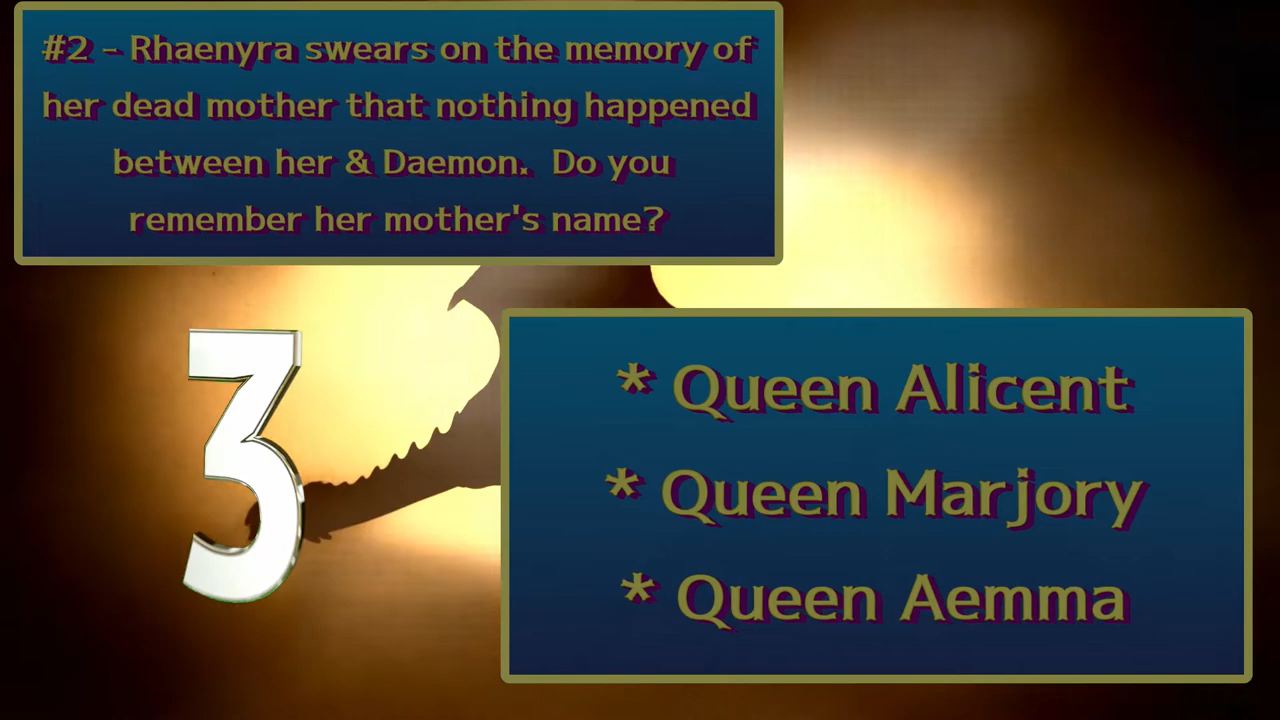 #2 - Rhaenyra swears on the memory of
her dead mother that nothing happened
between her & Daemon.  Do you
remember her mother's name?
3
* Queen Alicent
* Queen Marjory
* Queen Aemma